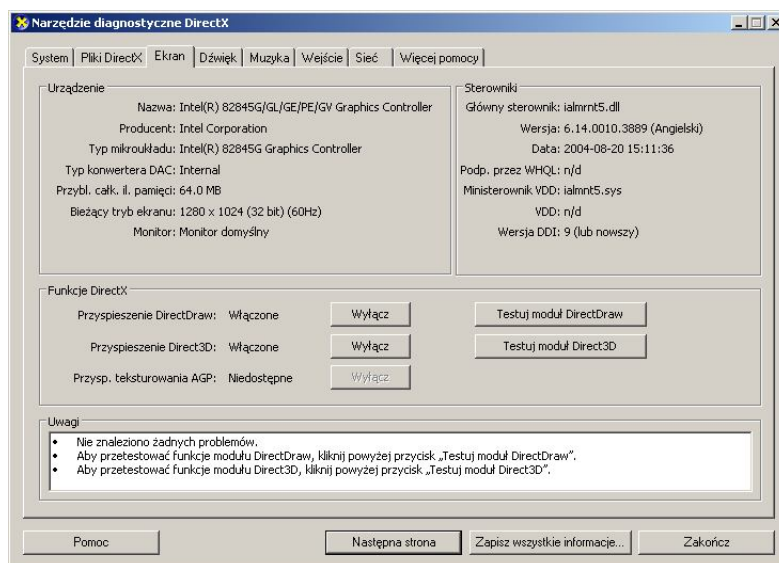 Narzędzie diagnostyczne DirectX
System Pliki DirectX Ekran Dźwięk Muzyka Wejście Sieć Więcej pomocy
Urządzenie
Nazwa: Intel(R) 82845G/GL/GE/PE/GV Graphics Controller
Producent: Intel Corporation
Typ mikroukładu: Intel(R) 82845G Graphics Controller
Typ konwertera DAC: Internal
Przybl. całk. il. pamięci: 64.0 MB
Bieżący tryb ekranu: 1280 x 1024 (32 bit) (60Hz)
Monitor: Monitor domyślny
Sterowniki
Główny sterownik: ialmrnt5.dll
Wersja: 6.14.0010.3889 (Angielski)
Data: 2004-08-20 15:11:36
Podp. przez WHQL: n/d
Ministerownik VDD: ialmnt5.sys
VDD: n/d
Wersja DDI: 9 (lub nowszy)
Funkcje DirectX
Przyspieszenie DirectDraw: Włączone Wyłącz Testuj moduł DirectDraw
Przyspieszenie Direct3D: Włączone Wyłącz Testuj moduł Direct3D
Przysp. teksturowania AGP: Niedostępne Wyłącz
Uwagi
• Nie znaleziono żadnych problemów.
• Aby przetestować funkcje modułu DirectDraw, kliknij powyżej przycisk „Testuj moduł DirectDraw”.
• Aby przetestować funkcje modułu Direct3D, kliknij powyżej przycisk „Testuj moduł Direct3D”.
Pomoc Następna strona Zapisz wszystkie informacje... Zakończ